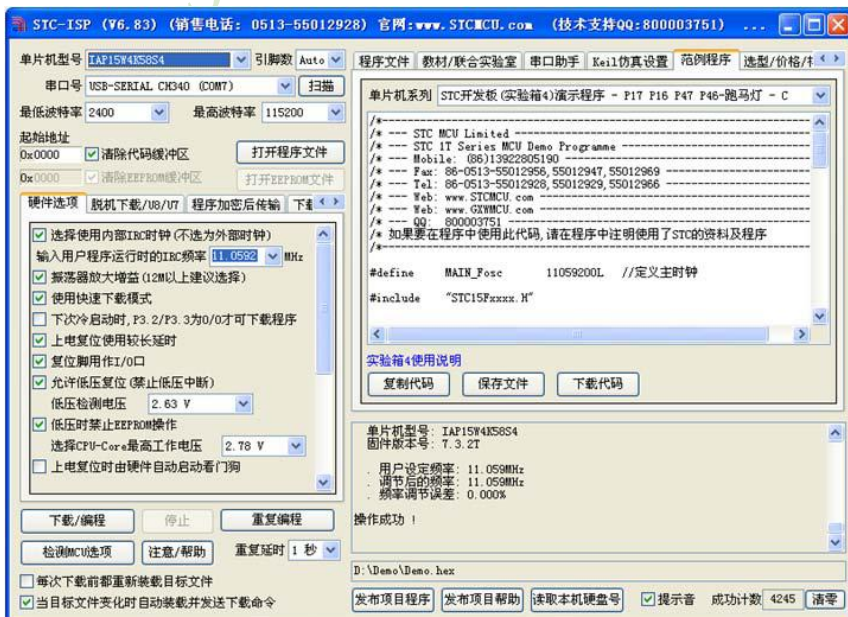 STC-ISP (V6.83) (销售电话: 0513-55012928) 官网:www.STCMCU.com (技术支持QQ:800003751) ...
单片机型号 IAP15W4K58S4 引脚数 Auto
串口号 USB-SERIAL CH340 (COM7) 扫描
最低波特率 2400 最高波特率 115200
起始地址
0x0000 清除代码缓冲区 打开程序文件
0x0000 清除EEPROM缓冲区 打开EEPROM文件
硬件选项 脱机下载/U8/U7 程序加密后传输
选择使用内部IRC时钟(不选为外部时钟)
输入用户程序运行时的IRC频率 11.0592 MHz
振荡器放大增益(12M以上建议选择)
使用快速下载模式
下次冷启动时,P3.2/P3.3为0/0才可下载程序
上电复位使用较长延时
复位脚用作I/O口
允许低压复位(禁止低压中断)
低压检测电压 2.63 V
低压时禁止EEPROM操作
选择CPU-Core最高工作电压 2.78 V
上电复位时由硬件自动启动看门狗
下载/编程 停止 重复编程
检测MCU选项 注意/帮助 重复延时 1 秒
每次下载前都重新装载目标文件
当目标文件变化时自动装载并发送下载命令
程序文件 教材/联合实验室 串口助手 Keil仿真设置 范例程序 选型/价格/
单片机系列 STC开发板(实验箱4)演示程序 - P17 P16 P47 P46-跑马灯 - C
/*---------------------------------------------------------------------
/* --- STC MCU Limited ------------------------------------------------
/* --- STC 1T Series MCU Demo Programme -------------------------------
/* --- Mobile: (86)13922805190 ----------------------------------------
/* --- Fax: 86-0513-55012956,55012947,55012969 ------------------------
/* --- Tel: 86-0513-55012928,55012929,55012966 ------------------------
/* --- Web: www.STCMCU.com --------------------------------------------
/* --- Web: www.GXWMCU.com --------------------------------------------
/* --- QQ: 800003751 --------------------------------------------------
/* 如果要在程序中使用此代码,请在程序中注明使用了STC的资料及程序
/*---------------------------------------------------------------------
#define MAIN_Fosc 11059200L //定义主时钟
#include "STC15Fxxxx.H"
实验箱4使用说明
复制代码 保存文件 下载代码
单片机型号: IAP15W4K58S4
固件版本号: 7.3.2T
. 用户设定频率: 11.059MHz
. 调节后的频率: 11.059MHz
. 频率调节误差: 0.000%
操作成功 !
D:\Demo\Demo.hex
发布项目程序 发布项目帮助 读取本机硬盘号 提示音 成功计数 4245 清零